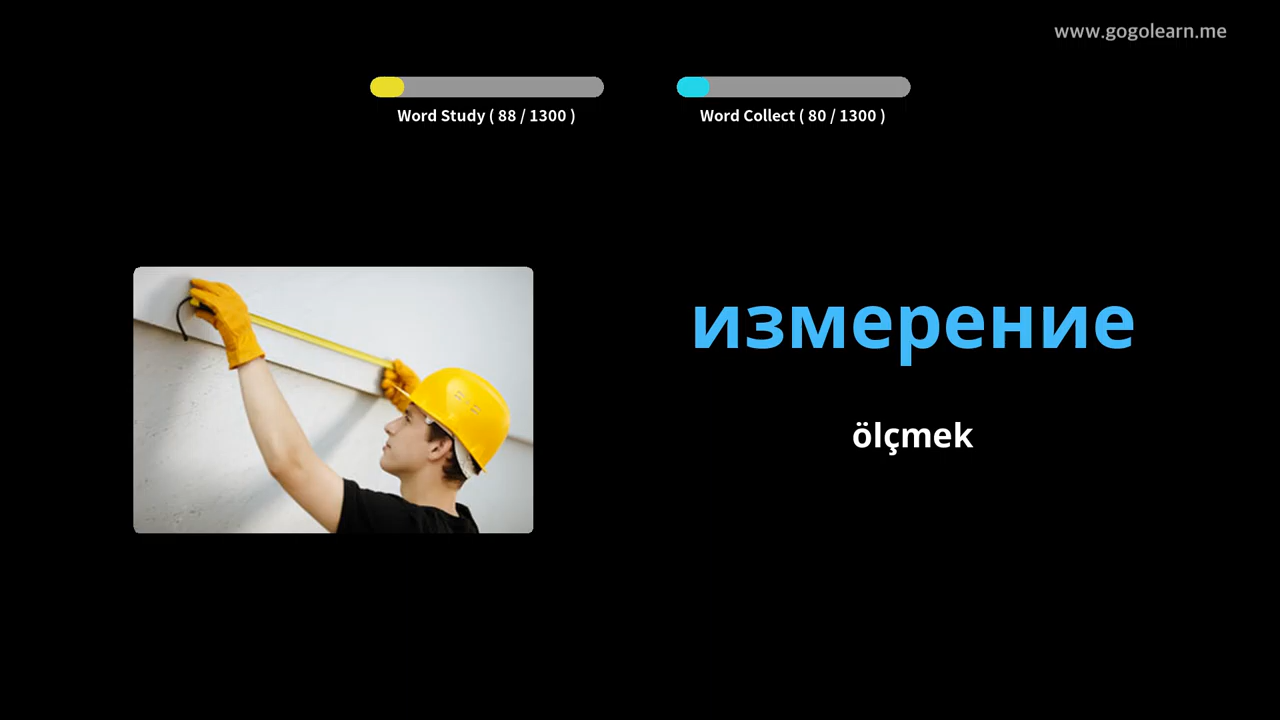 www.gogolearn.me
Word Study ( 88 / 1300 )
Word Collect ( 80 / 1300 )
измерение
ölçmek